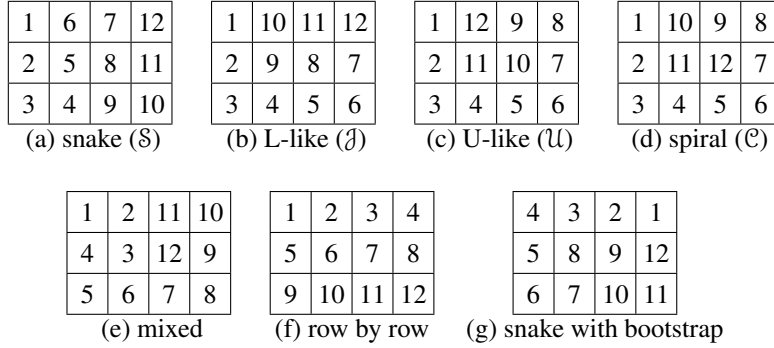 1 6 7 12
2 5 8 11
3 4 9 10
(a) snake (𝒮)
1 10 11 12
2 9 8 7
3 4 5 6
(b) L-like (𝒥)
1 12 9 8
2 11 10 7
3 4 5 6
(c) U-like (𝒰)
1 10 9 8
2 11 12 7
3 4 5 6
(d) spiral (𝒞)
1 2 11 10
4 3 12 9
5 6 7 8
(e) mixed
1 2 3 4
5 6 7 8
9 10 11 12
(f) row by row
4 3 2 1
5 8 9 12
6 7 10 11
(g) snake with bootstrap